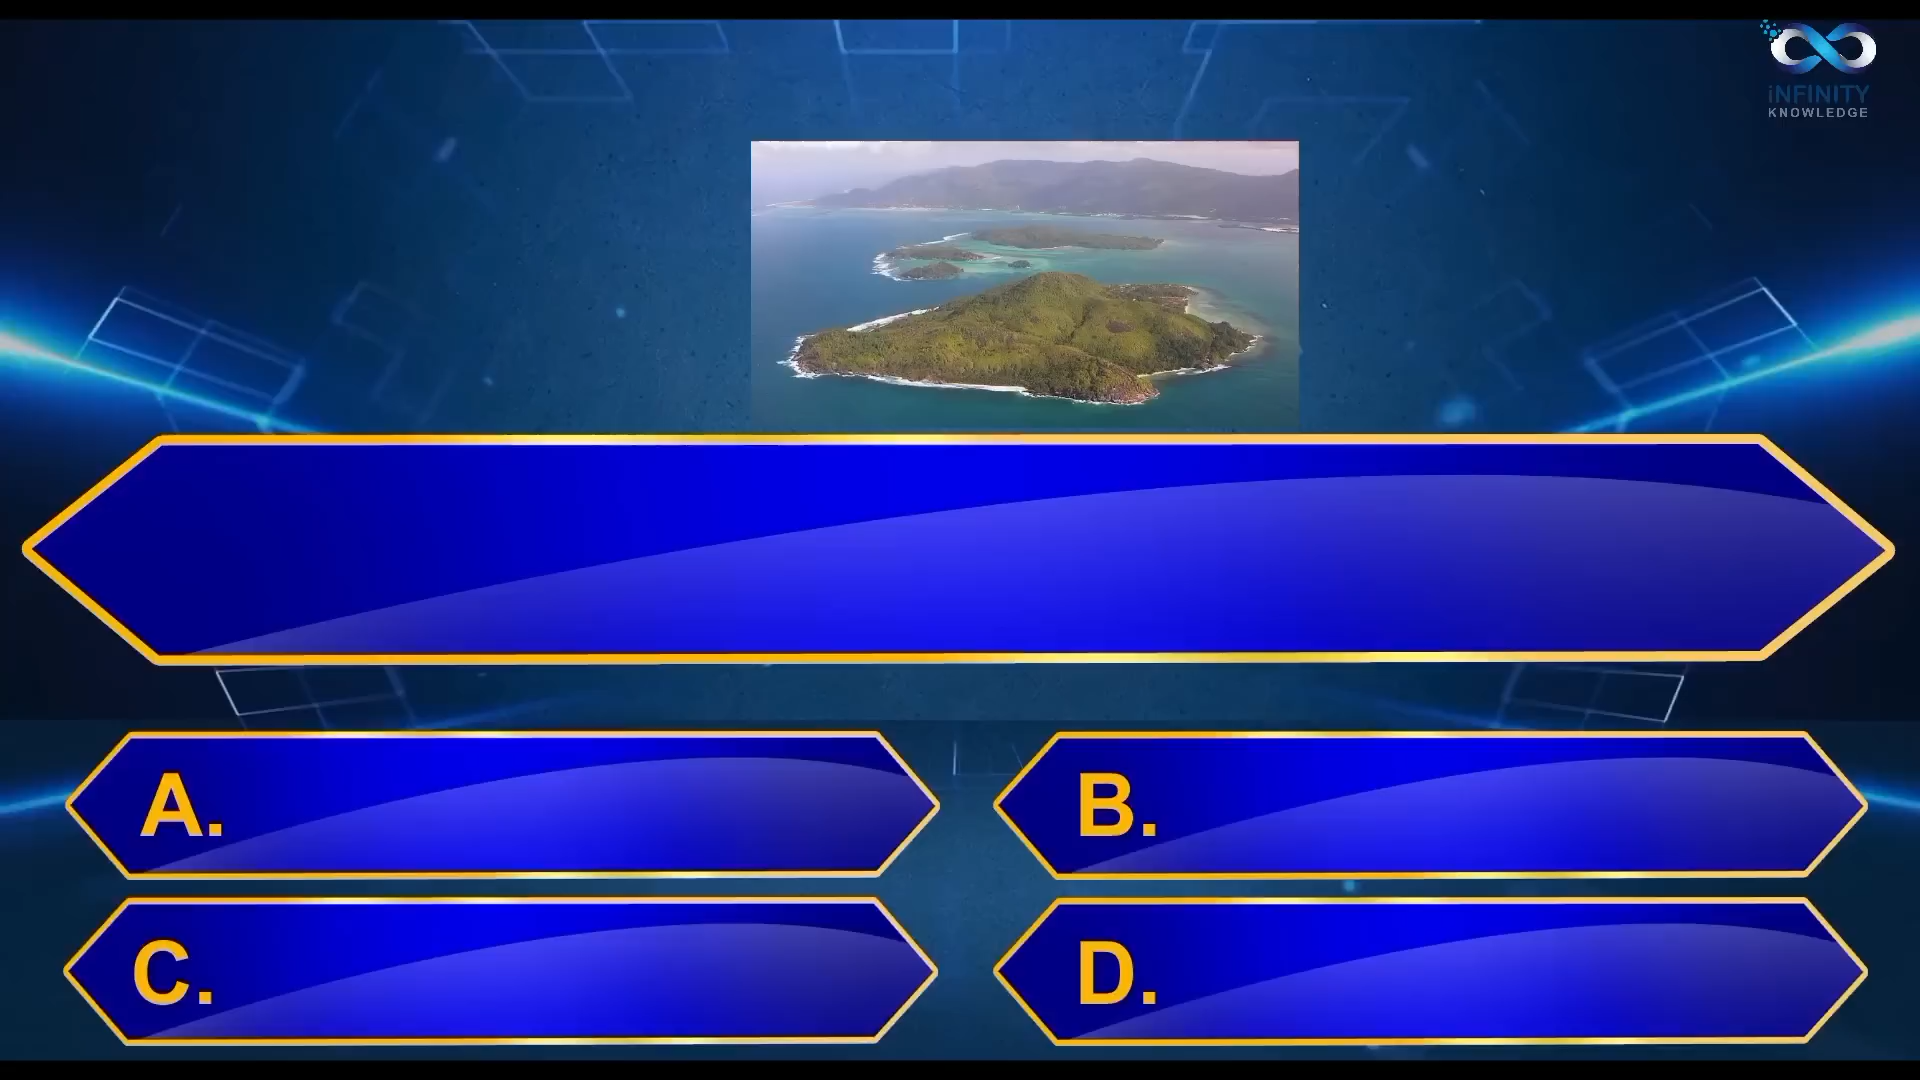 iNFINITY
KNOWLEDGE
A.
B.
C.
D.